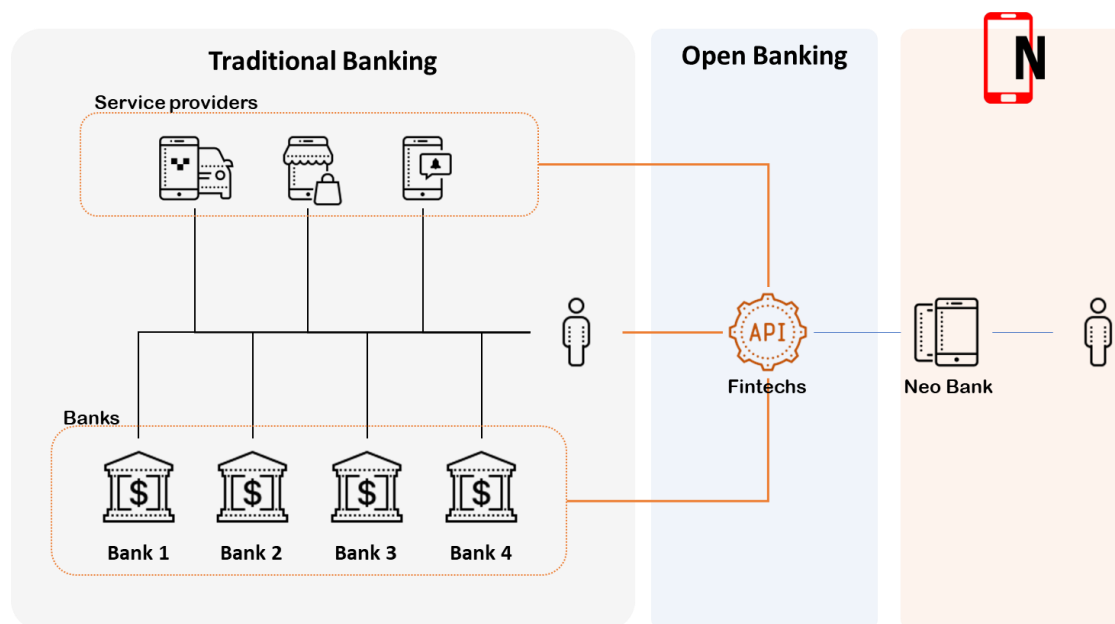 Traditional Banking
Service providers
Banks
$ $ $ $
Bank 1 Bank 2 Bank 3 Bank 4
Open Banking
API
Fintechs
N
Neo Bank